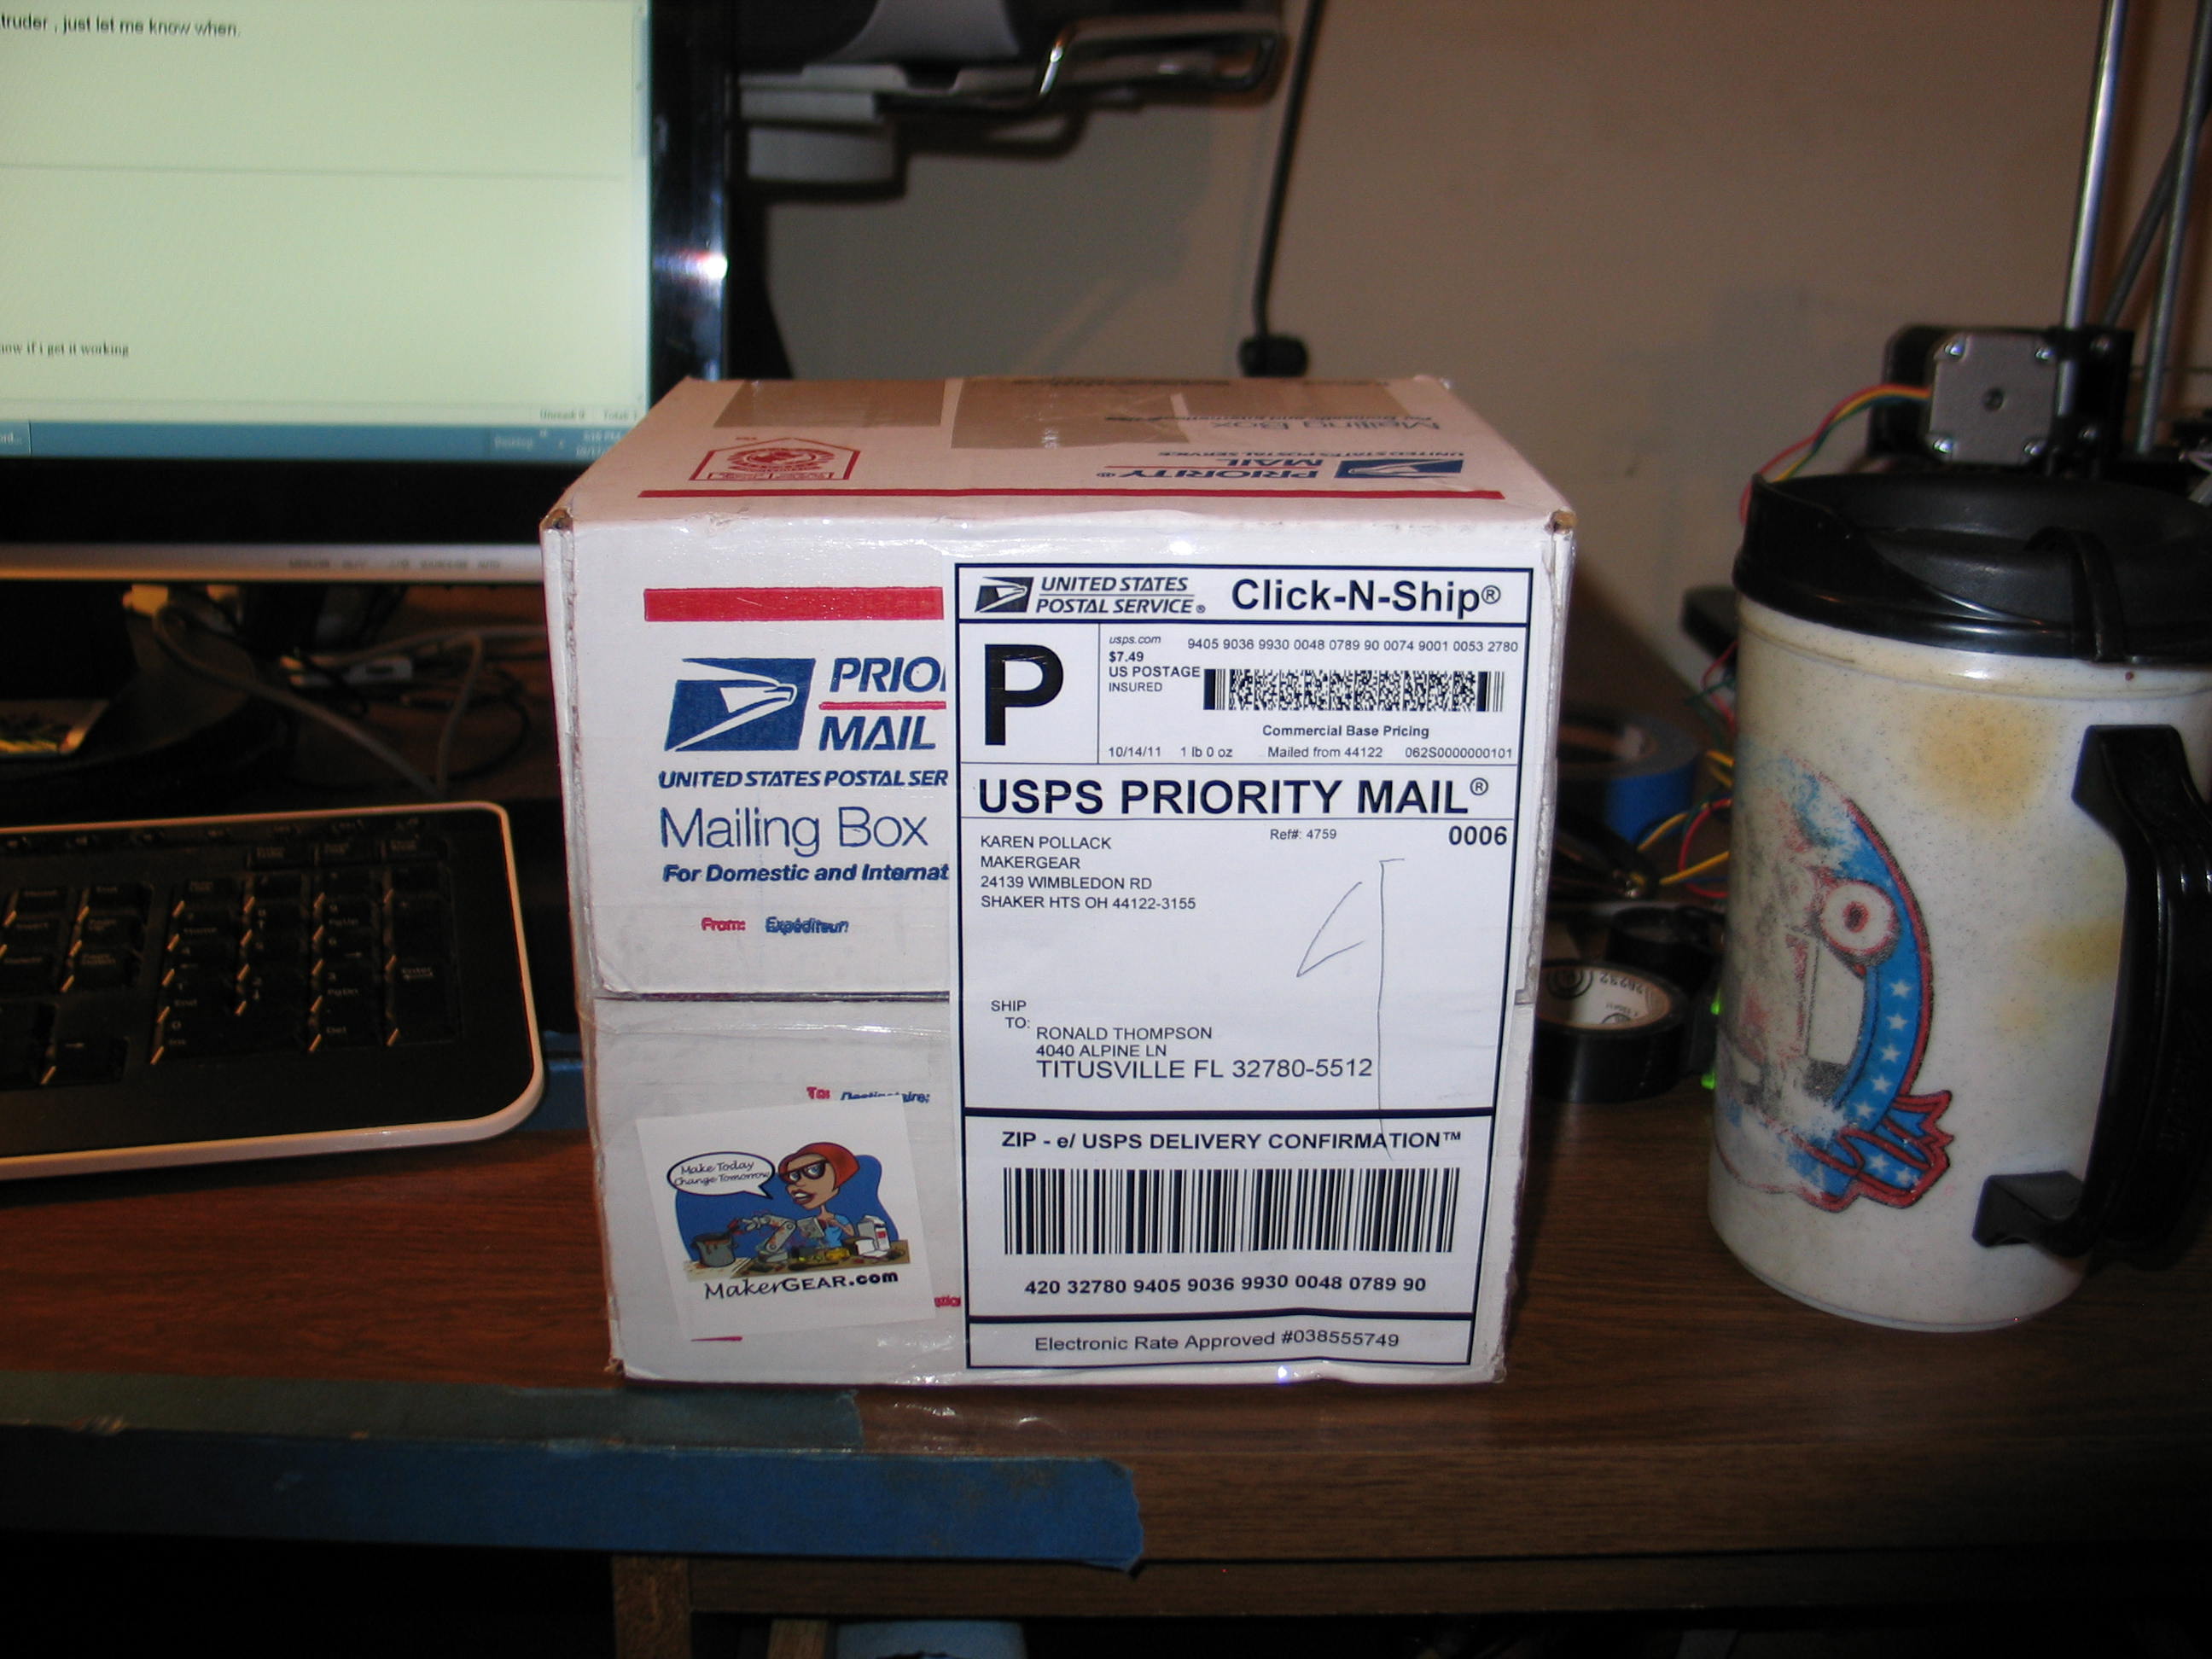 truder , just let me know when.
now if i get it working
Mailing Box
UNITED STATES POSTAL SERVICE
PRIORITY
MAIL®
UNITED STATES
POSTAL SERVICE®
Click-N-Ship®
P
usps.com
$7.49
US POSTAGE
INSURED
9405 9036 9930 0048 0789 90 0074 9001 0053 2780
Commercial Base Pricing
10/14/11 1 lb 0 oz Mailed from 44122 062S0000000101
USPS PRIORITY MAIL®
KAREN POLLACK
MAKERGEAR
24139 WIMBLEDON RD
SHAKER HTS OH 44122-3155
Ref#: 4759
0006
SHIP
TO:
RONALD THOMPSON
4040 ALPINE LN
TITUSVILLE FL 32780-5512
ZIP - e/ USPS DELIVERY CONFIRMATION™
420 32780 9405 9036 9930 0048 0789 90
Electronic Rate Approved #038555749
PRIO
MAIL
UNITED STATES POSTAL SER
Mailing Box
For Domestic and Internat
From: Expéditeur:
To: Destinataire:
Make Today
Change Tomorrow
MakerGEAR.com